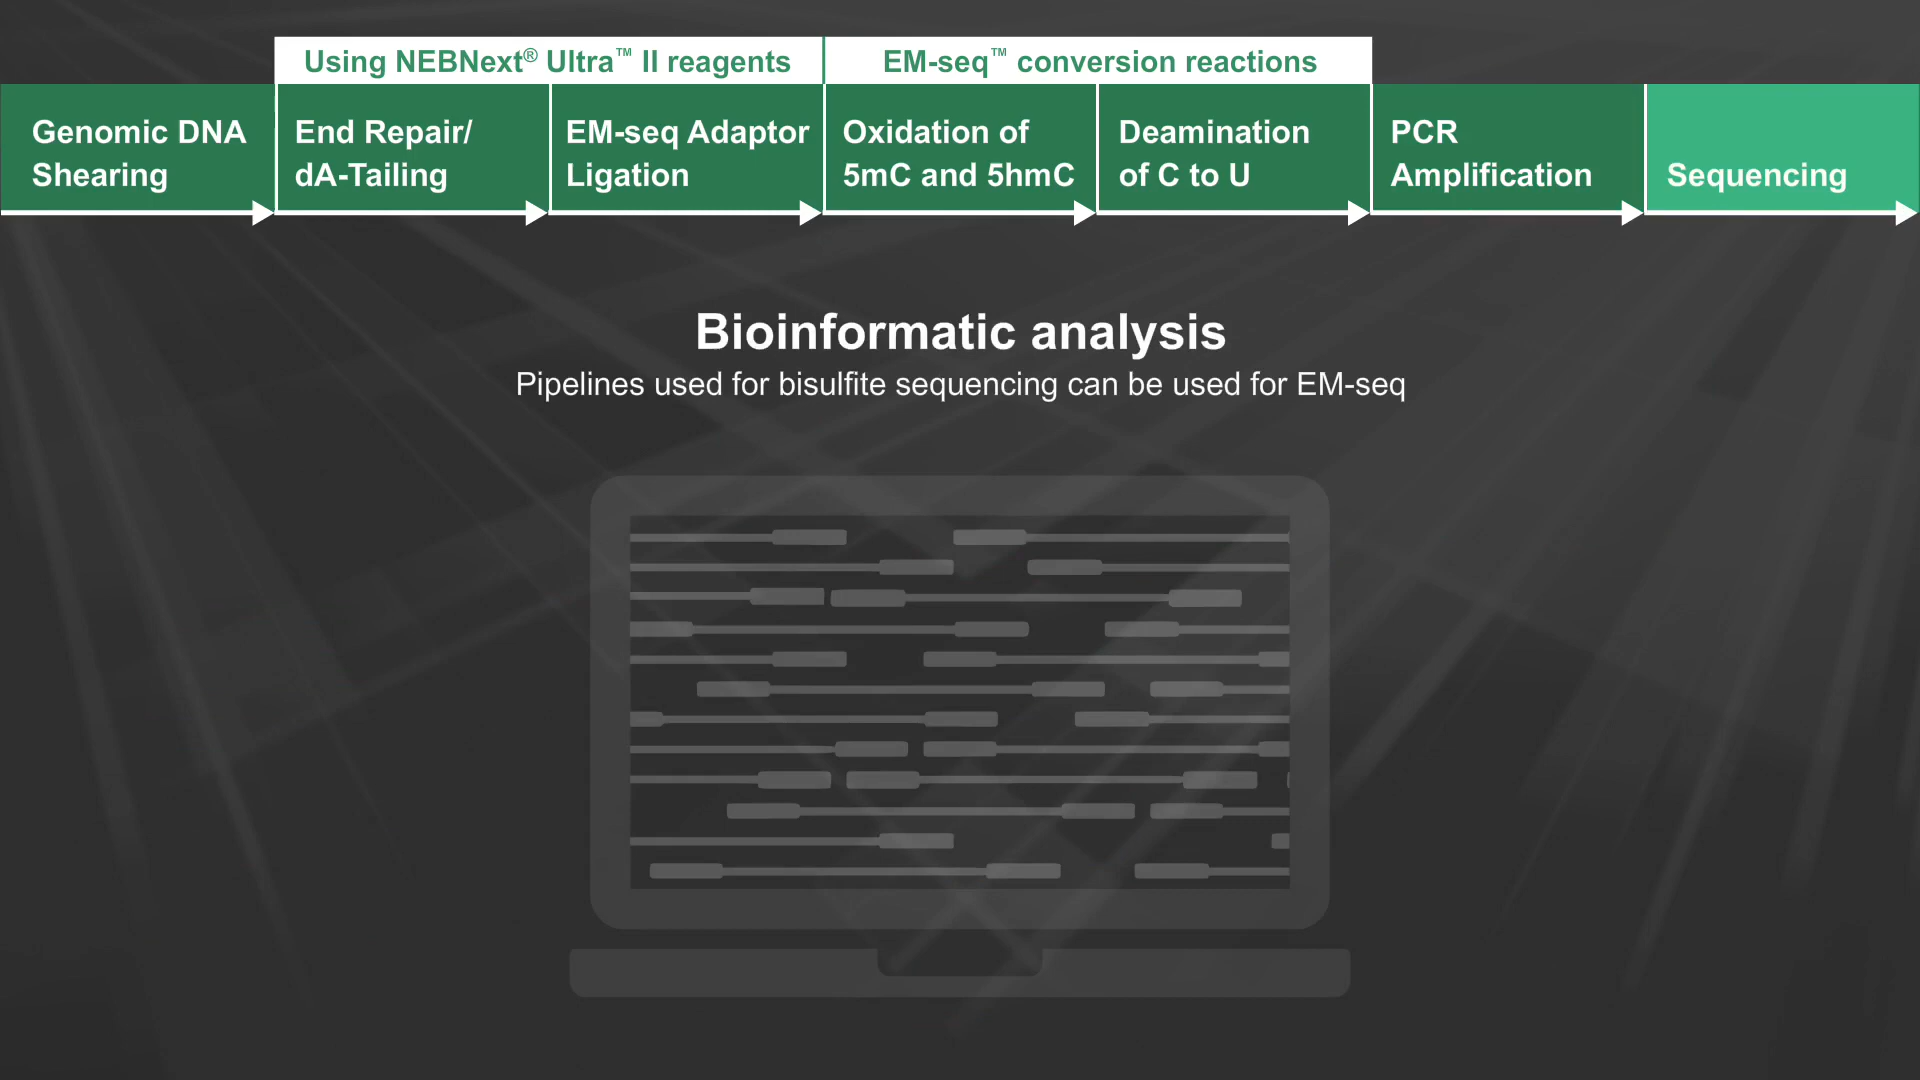 Using NEBNext® Ultra™ II reagents
EM-seq™ conversion reactions
Genomic DNA
Shearing
End Repair/
dA-Tailing
EM-seq Adaptor
Ligation
Oxidation of
5mC and 5hmC
Deamination
of C to U
PCR
Amplification
Sequencing
Bioinformatic analysis
Pipelines used for bisulfite sequencing can be used for EM-seq